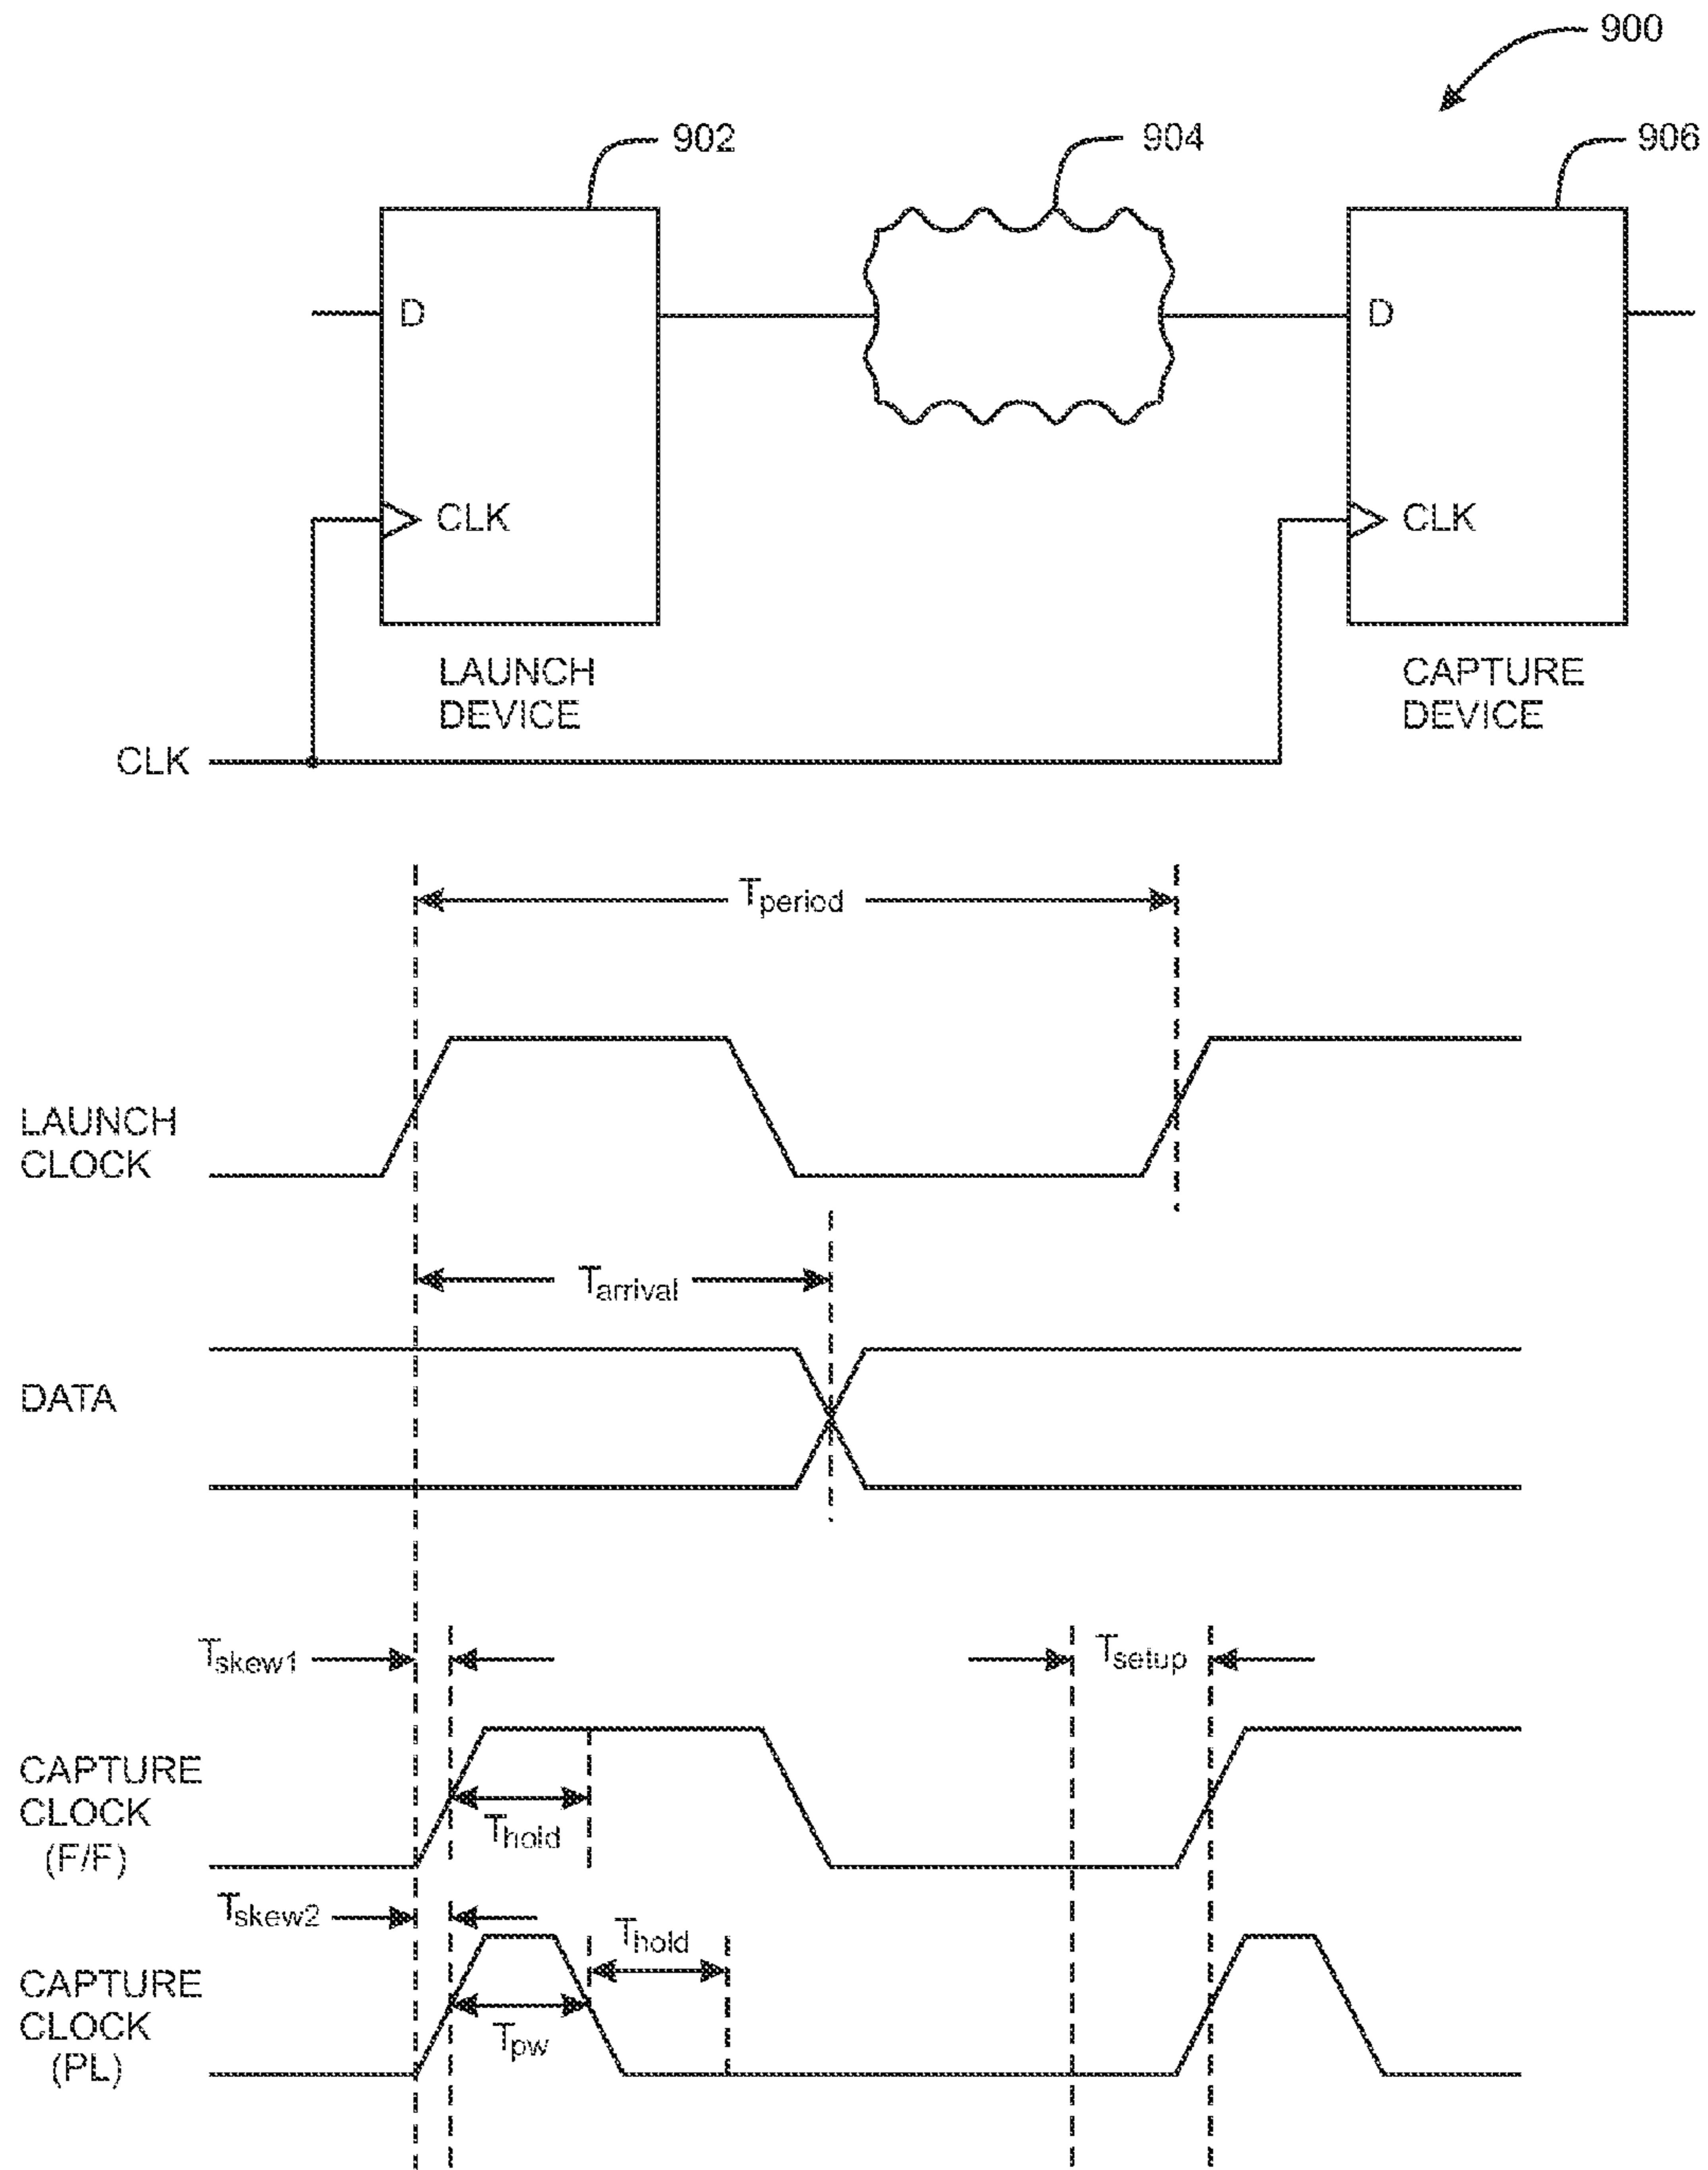 900
902
904
906
D
D
CLK
CLK
LAUNCH
DEVICE
CAPTURE
DEVICE
CLK
Tperiod
LAUNCH
CLOCK
Tarrival
DATA
Tskew1
Tsetup
CAPTURE
CLOCK
(F/F)
Thold
Tskew2
Thold
CAPTURE
CLOCK
(PL)
Tpw